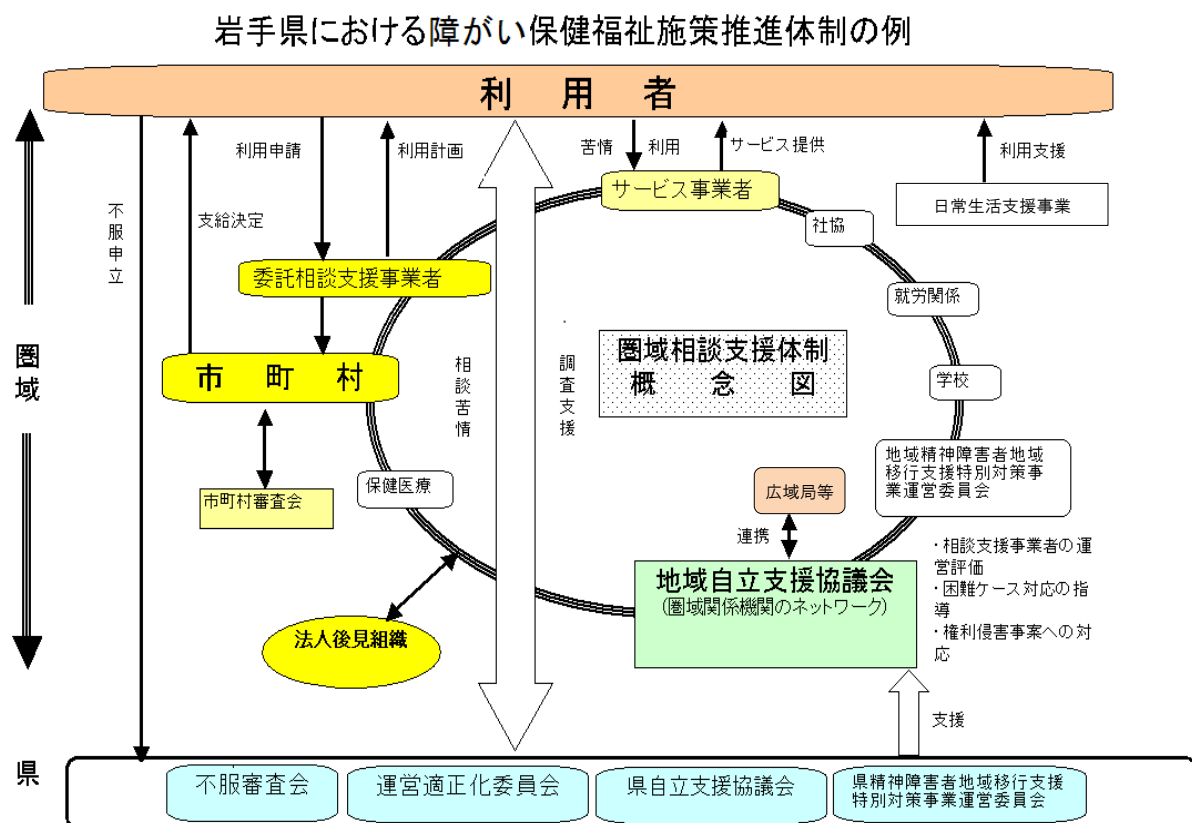 岩手県における障がい保健福祉施策推進体制の例
利 用 者
利用申請
利用計画
苦情
利用
サービス提供
利用支援
不服申立
支給決定
サービス事業者
日常生活支援事業
社協
委託相談支援事業者
就労関係
圏域
市 町 村
相談苦情
調査支援
圏域相談支援体制
概 念 図
学校
地域精神障害者地域
移行支援特別対策事
業運営委員会
保健医療
市町村審査会
広域局等
連携
地域自立支援協議会
(圏域関係機関のネットワーク)
・相談支援事業者の運
営評価
・困難ケース対応の指
導
・権利侵害事案への対
応
法人後見組織
支援
県
不服審査会
運営適正化委員会
県自立支援協議会
県精神障害者地域移行支援
特別対策事業運営委員会